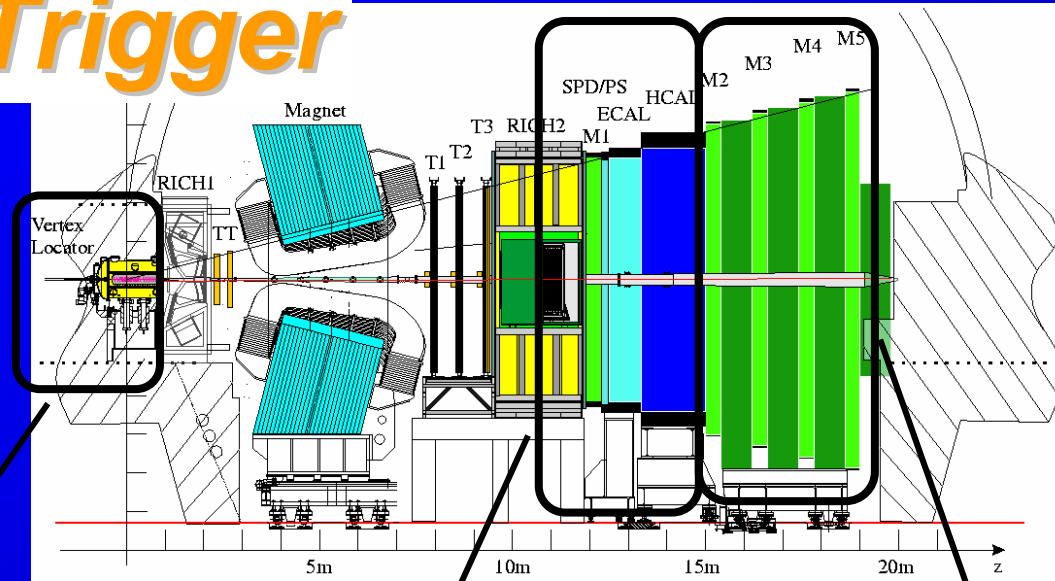 Trigger
M5
M4
M3
M2
SPD/PS
HCAL
ECAL
Magnet
T3
RICH2
M1
T2
T1
RICH1
TT
Vertex
Locator
5m
10m
15m
20m
z